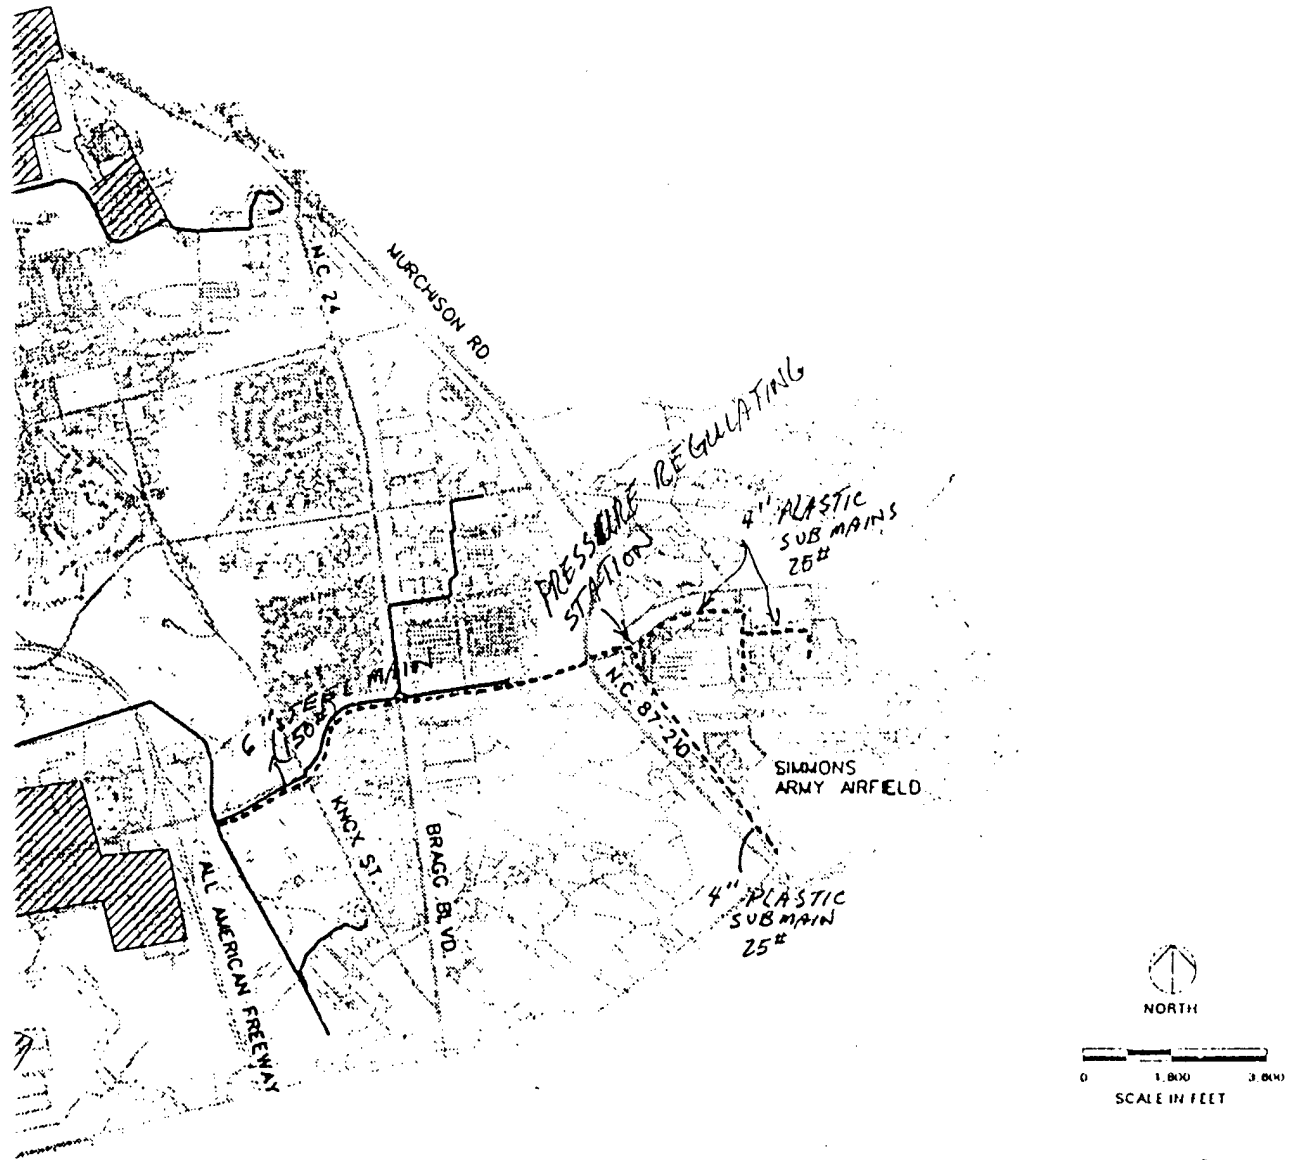 N.C. 24
MURCHISON RD.
PRESSURE REGULATING
STATION
4" PLASTIC
SUB MAINS
25#
6" STEEL MAIN
50#
N.C. 87-210
SIMMONS
ARMY AIRFIELD
KNOX ST.
BRAGG BLVD.
ALL AMERICAN FREEWAY
4" PLASTIC
SUBMAIN
25#
NORTH
0 1,800 3,600
SCALE IN FEET